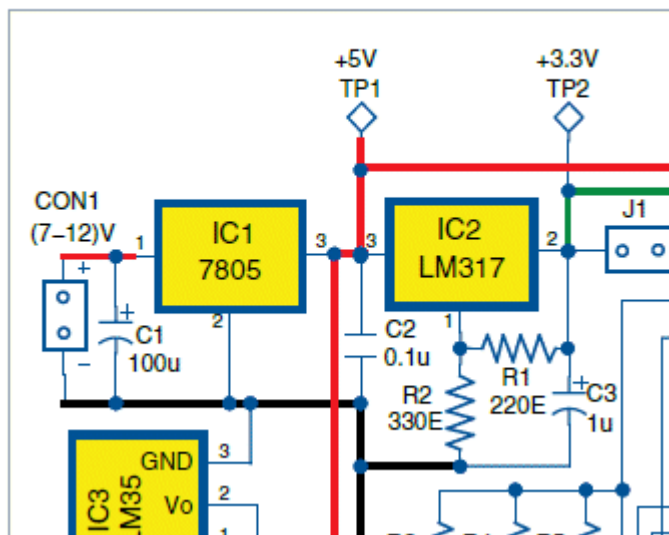 +5V
TP1
+3.3V
TP2
CON1
(7–12)V
+
–
1
IC1
7805
3
2
+
C1
100u
3
IC2
LM317
2
1
J1
C2
0.1u
R1
220E
R2
330E
+
C3
1u
IC3
LM35
GND
3
Vo
2
1